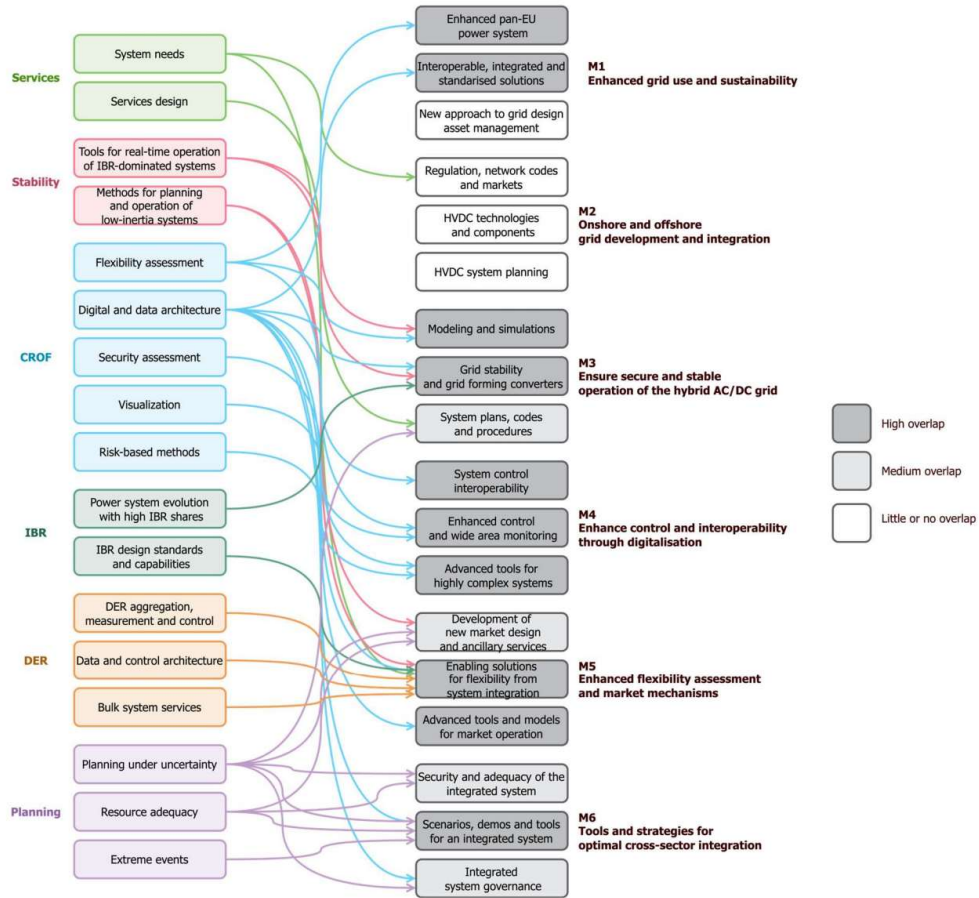 Services
System needs
Services design
Stability
Tools for real-time operation
of IBR-dominated systems
Methods for planning
and operation of
low-inertia systems
CROF
Flexibility assessment
Digital and data architecture
Security assessment
Visualization
Risk-based methods
IBR
Power system evolution
with high IBR shares
IBR design standards
and capabilities
DER
DER aggregation,
measurement and control
Data and control architecture
Bulk system services
Planning
Planning under uncertainty
Resource adequacy
Extreme events
Enhanced pan-EU
power system
Interoperable, integrated and
standarised solutions
New approach to grid design
asset management
M1
Enhanced grid use and sustainability
Regulation, network codes
and markets
HVDC technologies
and components
HVDC system planning
M2
Onshore and offshore
grid development and integration
Modeling and simulations
Grid stability
and grid forming converters
System plans, codes
and procedures
M3
Ensure secure and stable
operation of the hybrid AC/DC grid
System control
interoperability
Enhanced control
and wide area monitoring
Advanced tools for
highly complex systems
M4
Enhance control and interoperability
through digitalisation
Development of
new market design
and ancillary services
Enabling solutions
for flexibility from
system integration
Advanced tools and models
for market operation
M5
Enhanced flexibility assessment
and market mechanisms
Security and adequacy of the
integrated system
Scenarios, demos and tools
for an integrated system
Integrated
system governance
M6
Tools and strategies for
optimal cross-sector integration
High overlap
Medium overlap
Little or no overlap